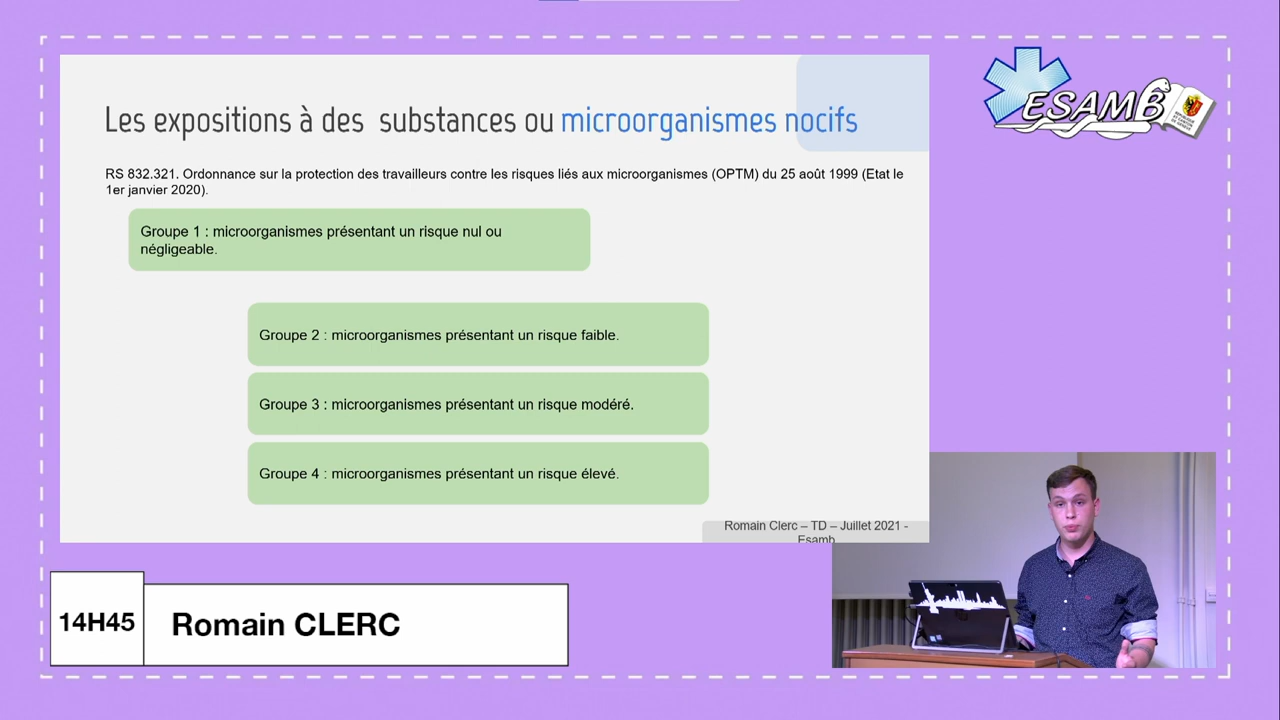 Les expositions à des substances ou microorganismes nocifs
RS 832.321. Ordonnance sur la protection des travailleurs contre les risques liés aux microorganismes (OPTM) du 25 août 1999 (Etat le
1er janvier 2020).
Groupe 1 : microorganismes présentant un risque nul ou
négligeable.
Groupe 2 : microorganismes présentant un risque faible.
Groupe 3 : microorganismes présentant un risque modéré.
Groupe 4 : microorganismes présentant un risque élevé.
Romain Clerc – TD – Juillet 2021 -
Esamb
ESAMB
14H45
Romain CLERC